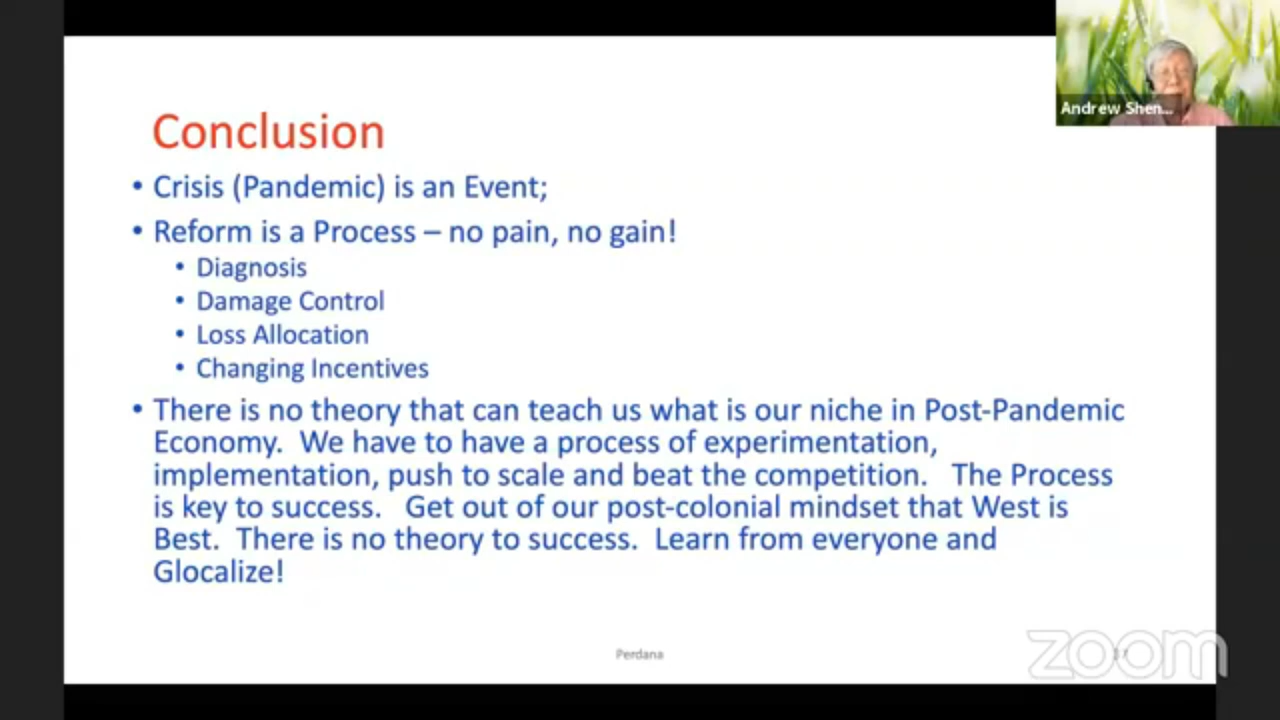 Andrew Shen...
Conclusion
• Crisis (Pandemic) is an Event;
• Reform is a Process – no pain, no gain!
• Diagnosis
• Damage Control
• Loss Allocation
• Changing Incentives
• There is no theory that can teach us what is our niche in Post-Pandemic
Economy. We have to have a process of experimentation,
implementation, push to scale and beat the competition. The Process
is key to success. Get out of our post-colonial mindset that West is
Best. There is no theory to success. Learn from everyone and
Glocalize!
Perdana
zoom